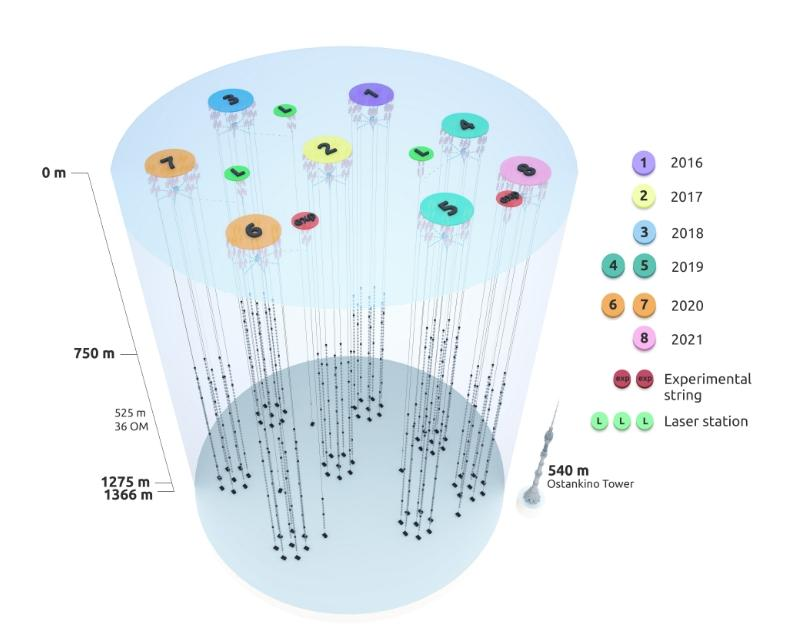 3
L
1
4
7
2
L
L
8
exp
5
exp
6
0 m
750 m
525 m
36 OM
1275 m
1366 m
540 m
Ostankino Tower
1 2016
2 2017
3 2018
4 5 2019
6 7 2020
8 2021
exp exp Experimental
string
L L L Laser station